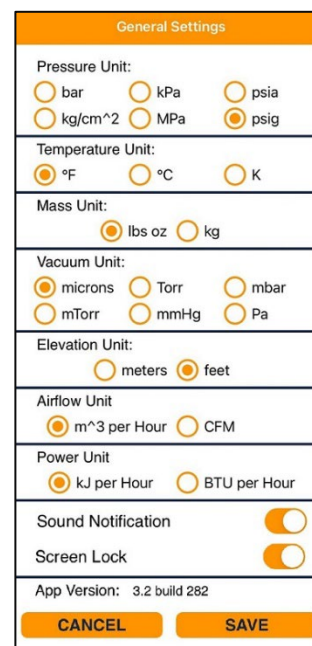 General Settings
Pressure Unit:
bar kPa psia
kg/cm^2 MPa psig
Temperature Unit:
°F °C K
Mass Unit:
lbs oz kg
Vacuum Unit:
microns Torr mbar
mTorr mmHg Pa
Elevation Unit:
meters feet
Airflow Unit
m^3 per Hour CFM
Power Unit
kJ per Hour BTU per Hour
Sound Notification
Screen Lock
App Version: 3.2 build 282
CANCEL SAVE